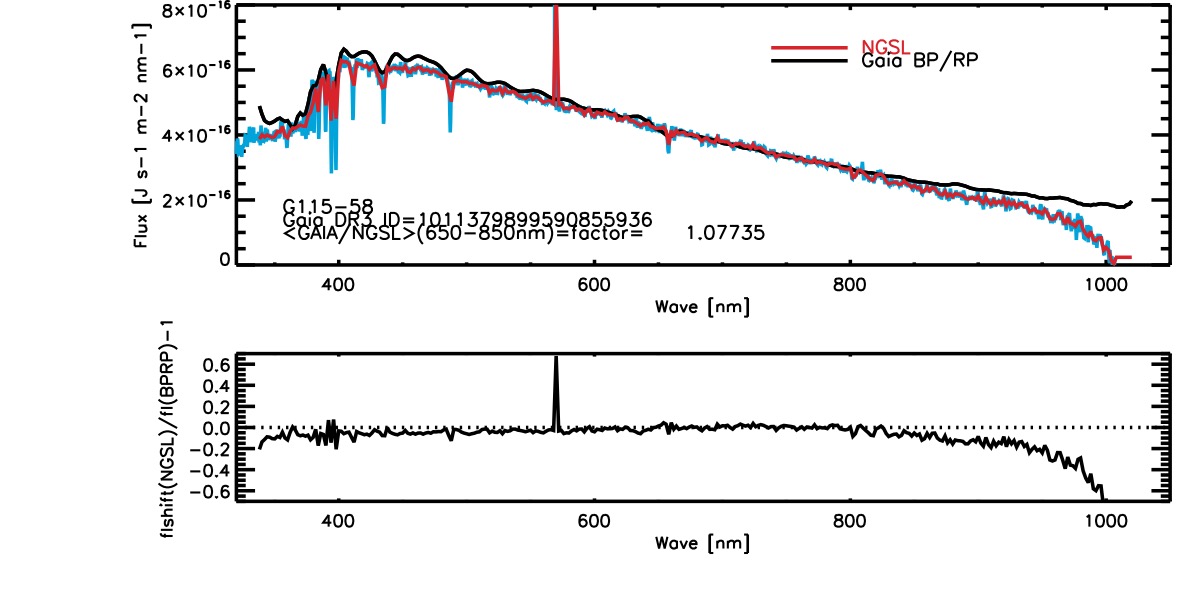 8×10⁻¹⁶
6×10⁻¹⁶
4×10⁻¹⁶
2×10⁻¹⁶
0
Flux [J s-1 m-2 nm-1]
NGSL
Gaia BP/RP
G115-58
Gaia DR3 ID=1011379899590855936
<GAIA/NGSL>(650-850nm)=factor= 1.07735
400 600 800 1000
Wave [nm]
flshift(NGSL)/fl(BPRP)-1
0.6
0.4
0.2
0.0
-0.2
-0.4
-0.6
400 600 800 1000
Wave [nm]